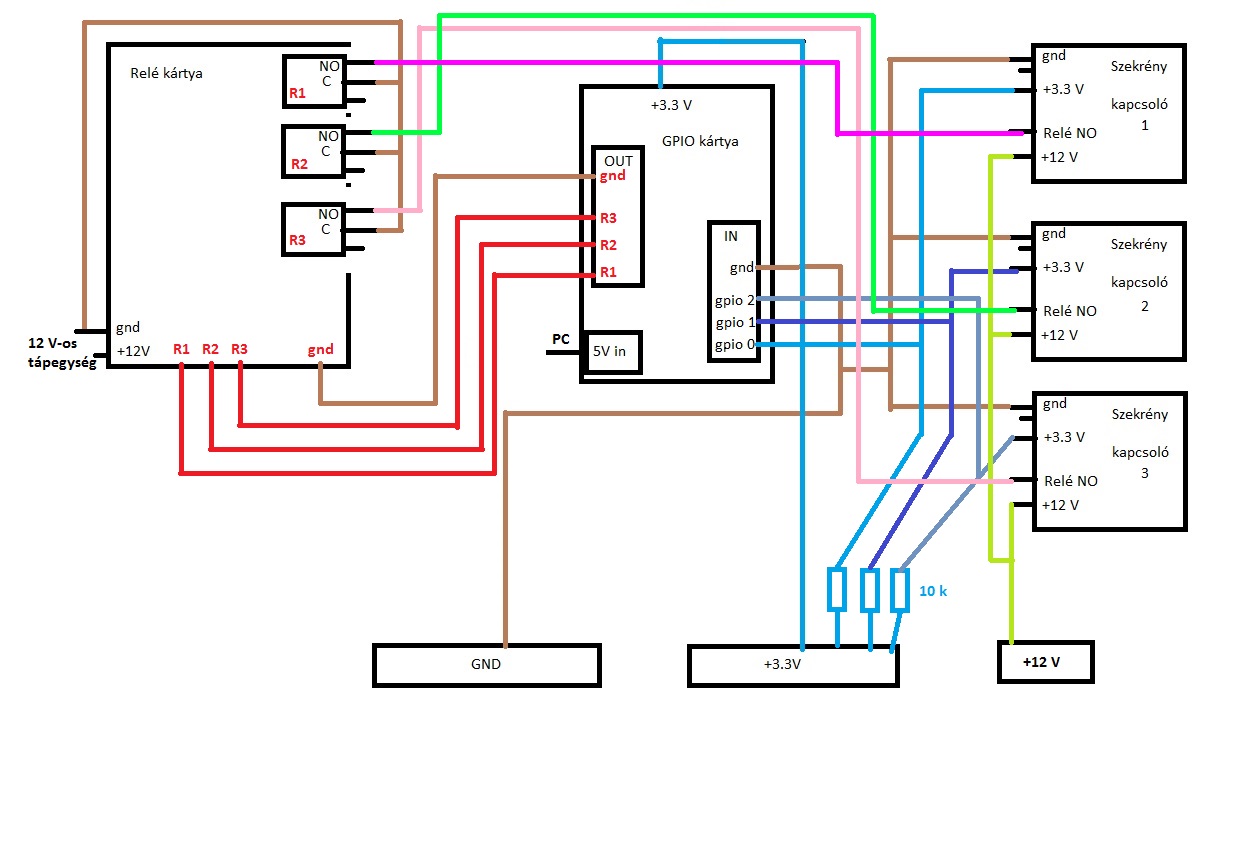 Relé kártya
NO
C
R1
NO
C
R2
NO
C
R3
gnd
+12V
12 V-os
tápegység
R1 R2 R3 gnd
+3.3 V
GPIO kártya
OUT
gnd
R3
R2
R1
IN
gnd
gpio 2
gpio 1
gpio 0
PC
5V in
gnd
Szekrény
+3.3 V
kapcsoló
1
Relé NO
+12 V
gnd
Szekrény
+3.3 V
kapcsoló
2
Relé NO
+12 V
gnd
Szekrény
+3.3 V
kapcsoló
3
Relé NO
+12 V
10 k
GND
+3.3V
+12 V